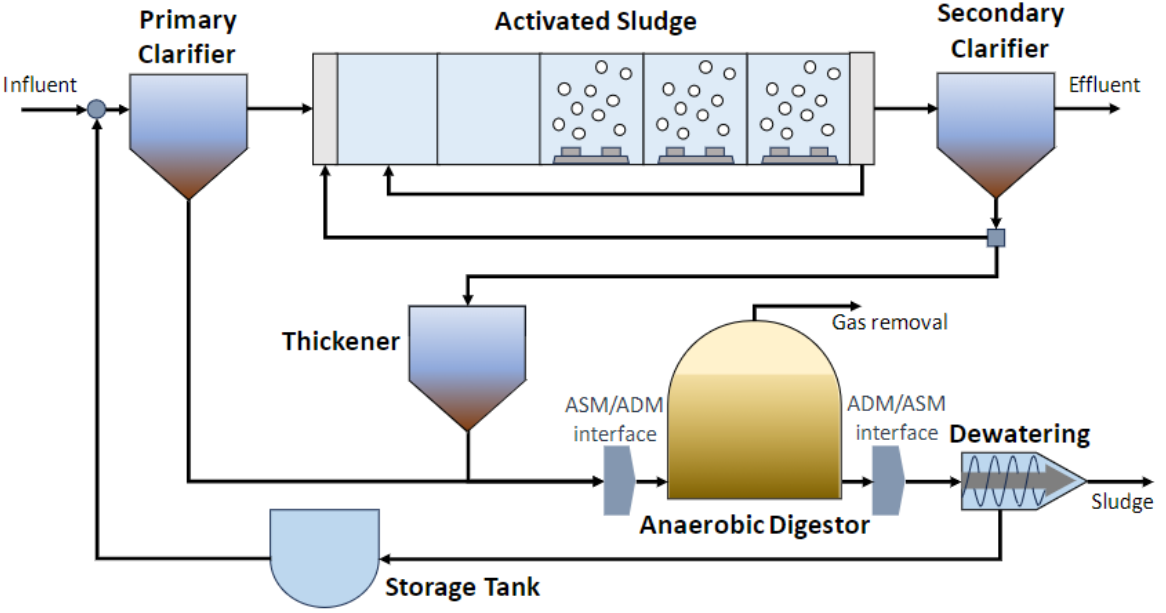 Primary
Clarifier
Activated Sludge
Secondary
Clarifier
Influent
Effluent
Thickener
Gas removal
ASM/ADM
interface
ADM/ASM
interface
Dewatering
Sludge
Anaerobic Digestor
Storage Tank